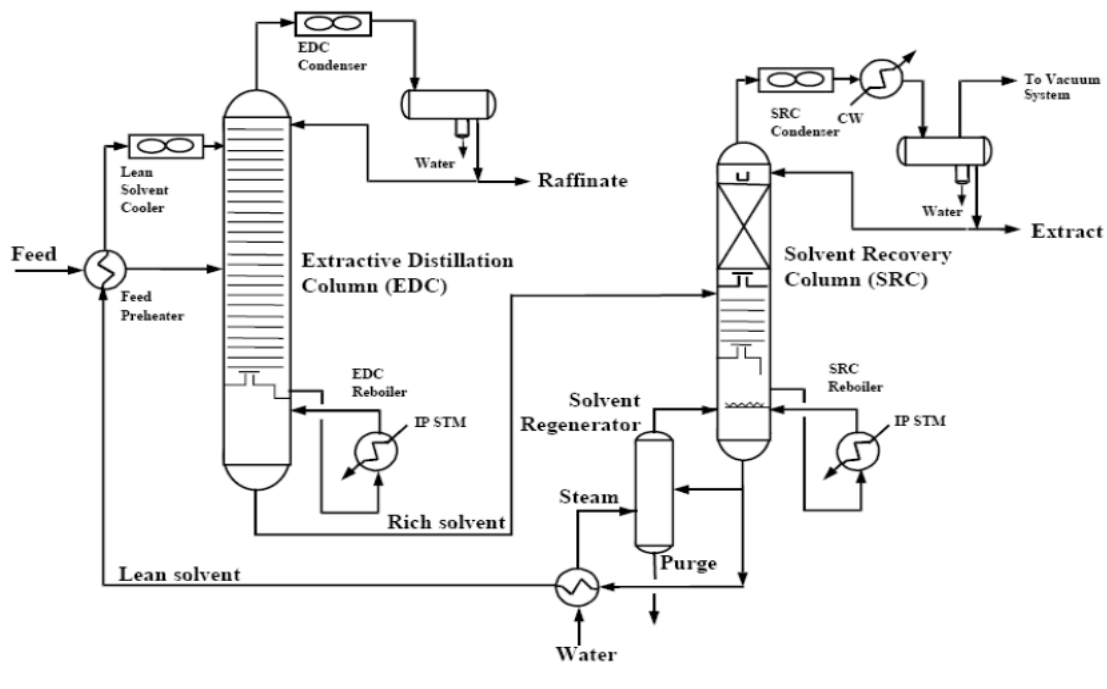 EDC
Condenser
To Vacuum
System
SRC
Condenser
CW
Lean
Solvent
Cooler
Water
Raffinate
Water
Extract
Feed
Extractive Distillation
Column (EDC)
Solvent Recovery
Column (SRC)
Feed
Preheater
EDC
Reboiler
SRC
Reboiler
Solvent
Regenerator
IP STM
IP STM
Steam
Rich solvent
Purge
Lean solvent
Water